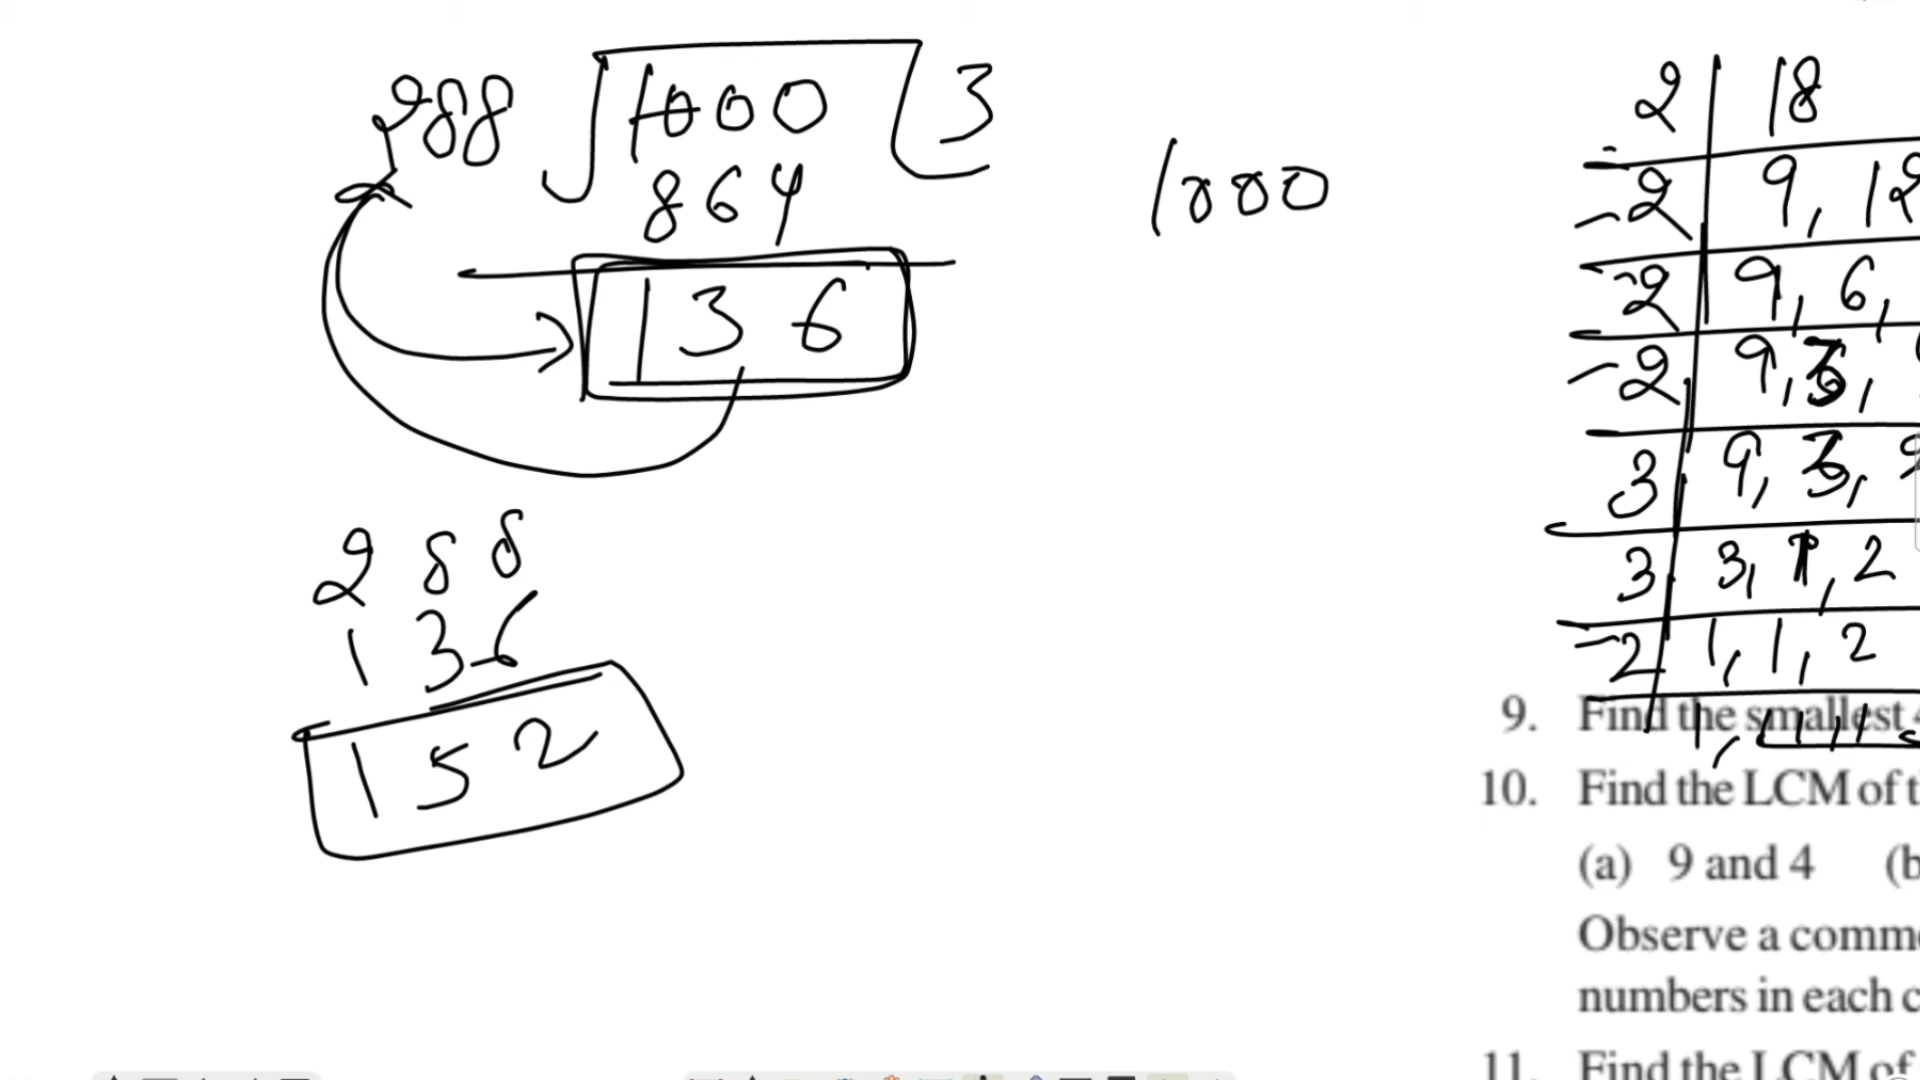 288 1000 3
864
136
1000
288
136
152
2 18
2 9, 12
2 9, 6,
2 9, 3,
3 9, 3, 9
3 3, 1, 2
2 1, 1, 2
9. Find the smallest
10. Find the LCM of t
(a) 9 and 4 (b
Observe a comm
numbers in each c
11. Find the LCM of